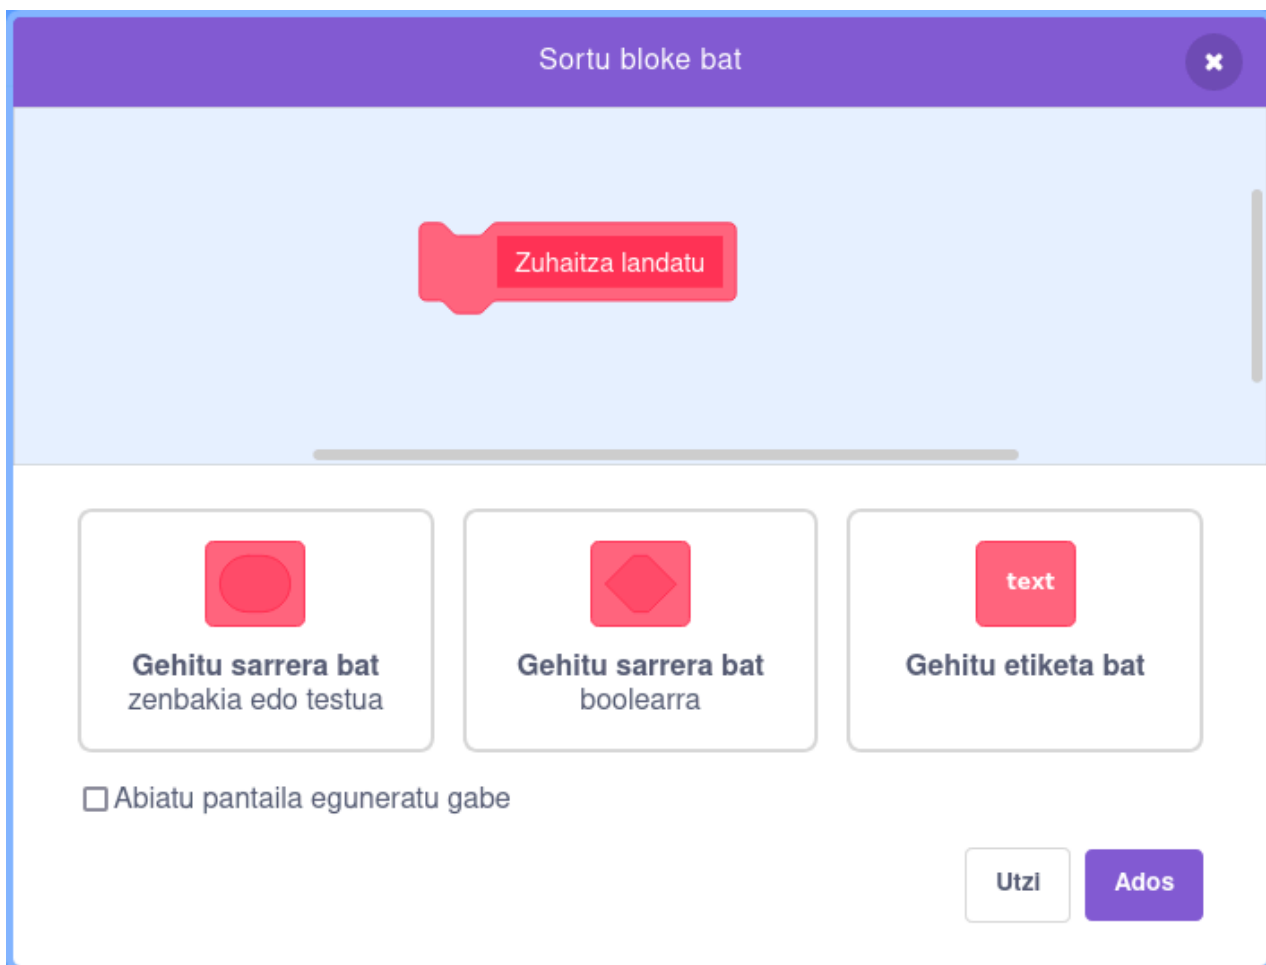 Sortu bloke bat
Zuhaitza landatu
text
Gehitu sarrera bat
zenbakia edo testua
Gehitu sarrera bat
boolearra
Gehitu etiketa bat
Abiatu pantaila eguneratu gabe
Utzi
Ados